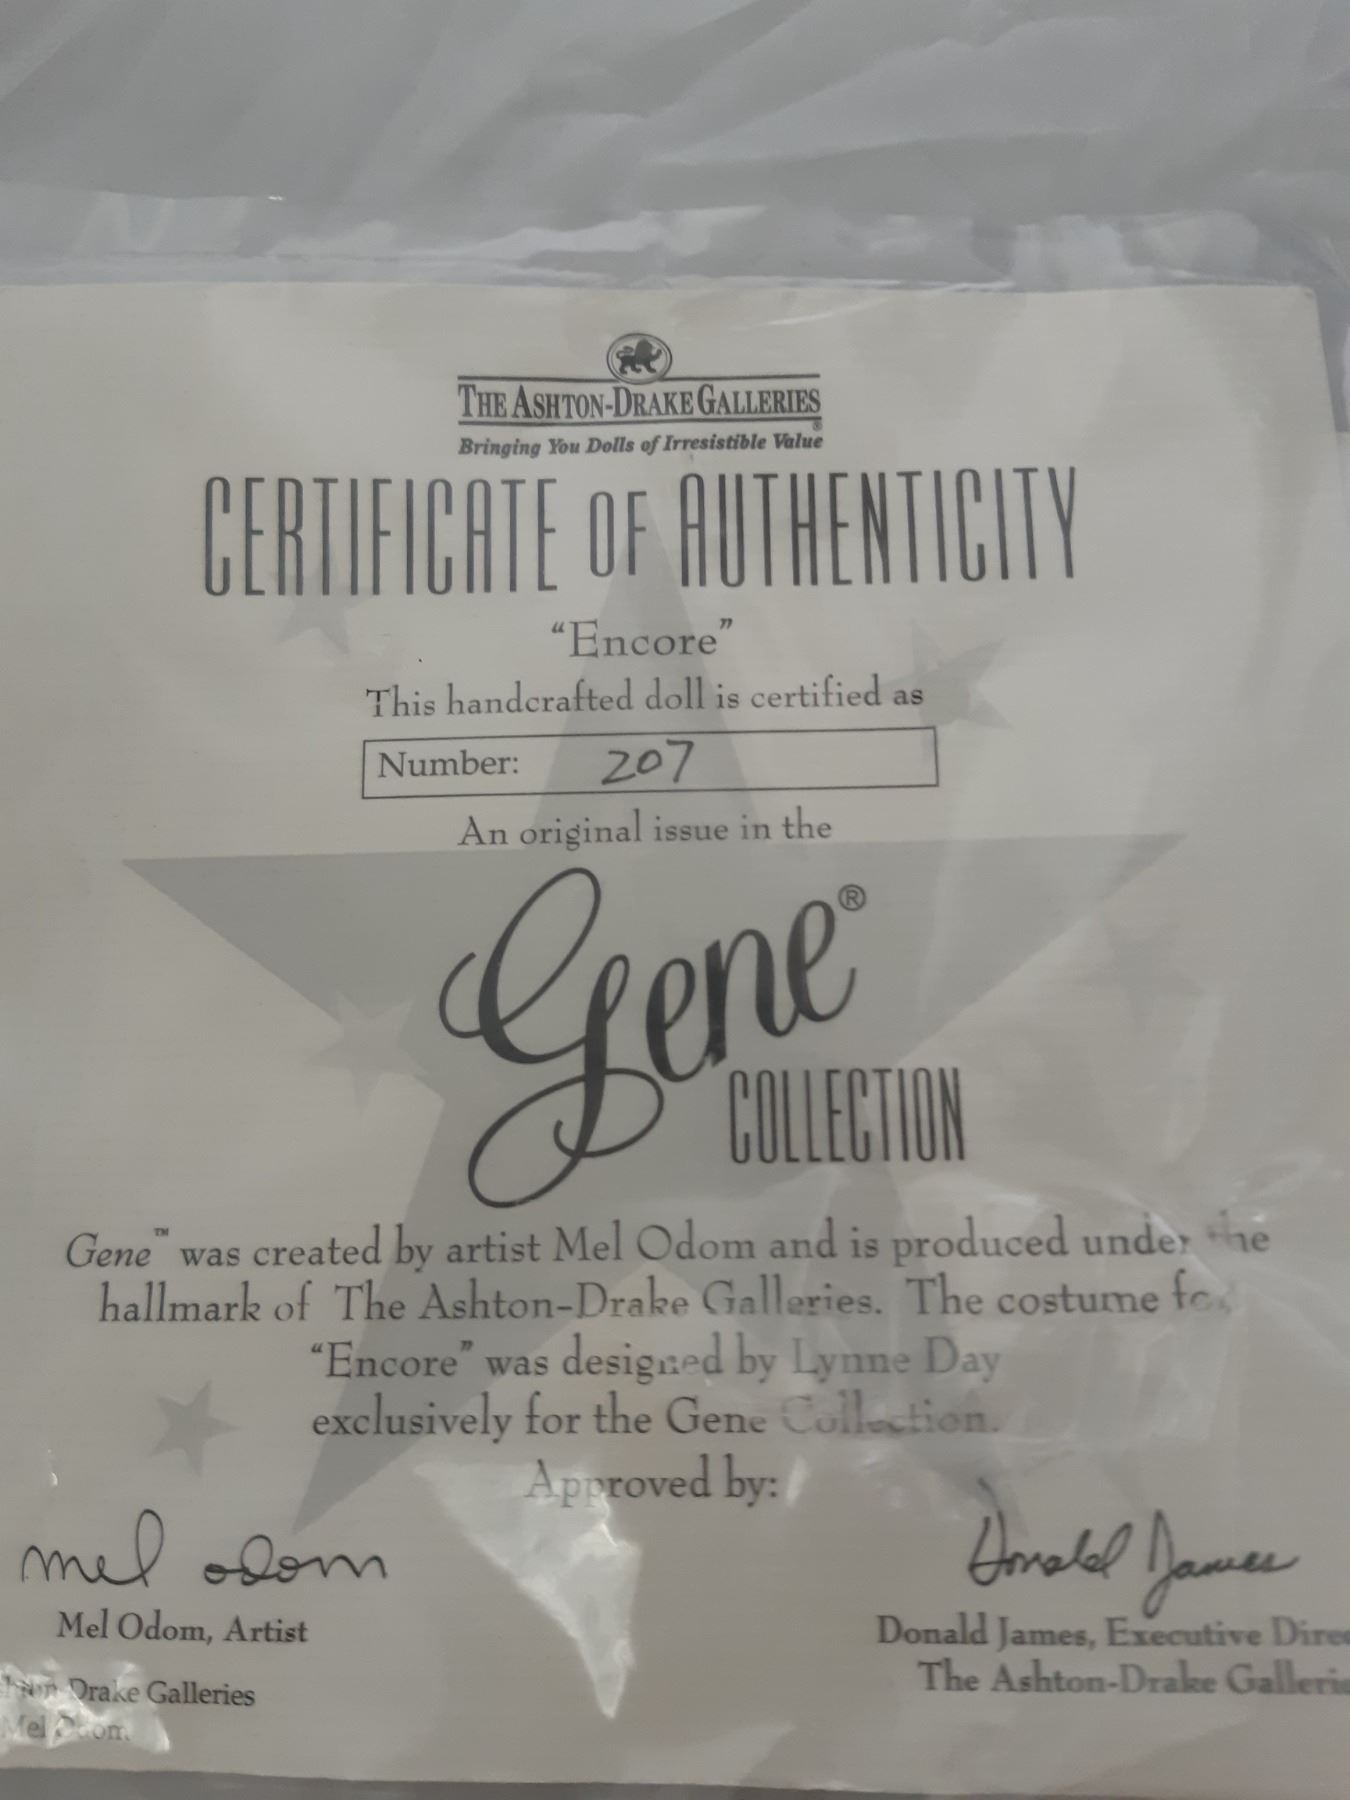 THE ASHTON-DRAKE GALLERIES®
Bringing You Dolls of Irresistible Value
CERTIFICATE OF AUTHENTICITY
“Encore”
This handcrafted doll is certified as
Number: 207
An original issue in the
Gene®
COLLECTION
Gene™ was created by artist Mel Odom and is produced under the
hallmark of The Ashton-Drake Galleries. The costume
“Encore” was designed by Lynne Day
exclusively for the Gene Collection.
Approved by:
mel odom
Donald James
Mel Odom, Artist
Donald James, Executive
The Ashton-Drake
Drake Galleries
Mel Odom